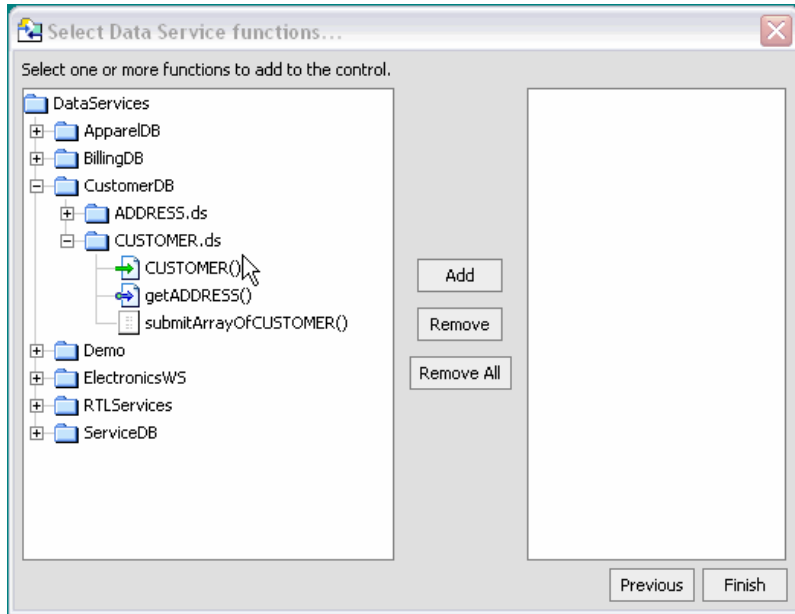 Select Data Service functions...
Select one or more functions to add to the control.
DataServices
ApparelDB
BillingDB
CustomerDB
ADDRESS.ds
CUSTOMER.ds
CUSTOMER()
getADDRESS()
submitArrayOfCUSTOMER()
Demo
ElectronicsWS
RTLServices
ServiceDB
Add
Remove
Remove All
Previous
Finish